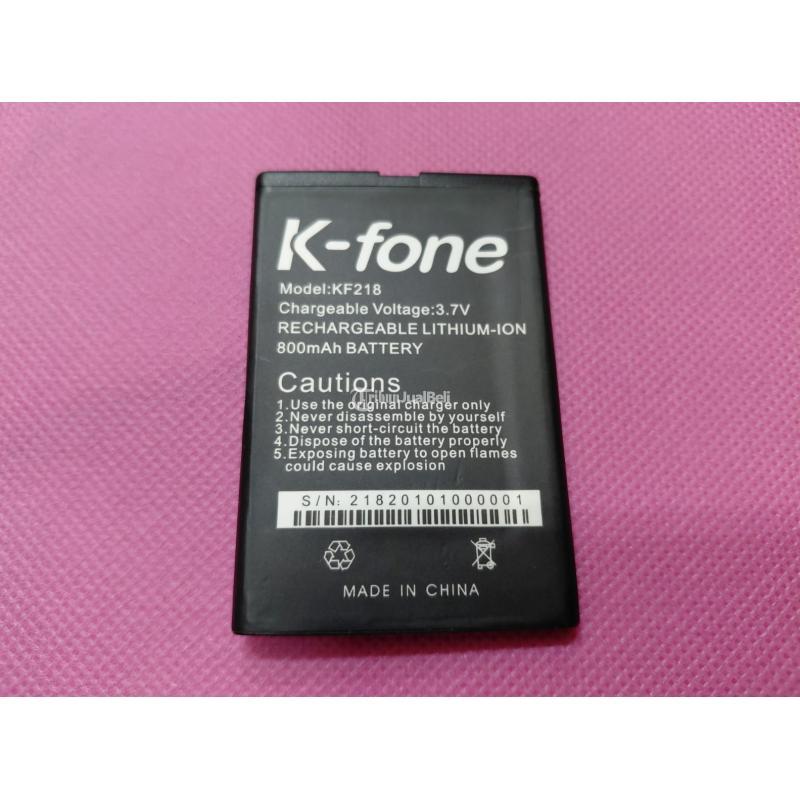 K-fone
Model:KF218
Chargeable Voltage:3.7V
RECHARGEABLE LITHIUM-ION
800mAh BATTERY
Cautions
TribunJualBeli
1.Use the original charger only
2.Never disassemble by yourself
3.Never short-circuit the battery
4.Dispose of the battery properly
5.Exposing battery to open flames
could cause explosion
S/N: 21820101000001
MADE IN CHINA